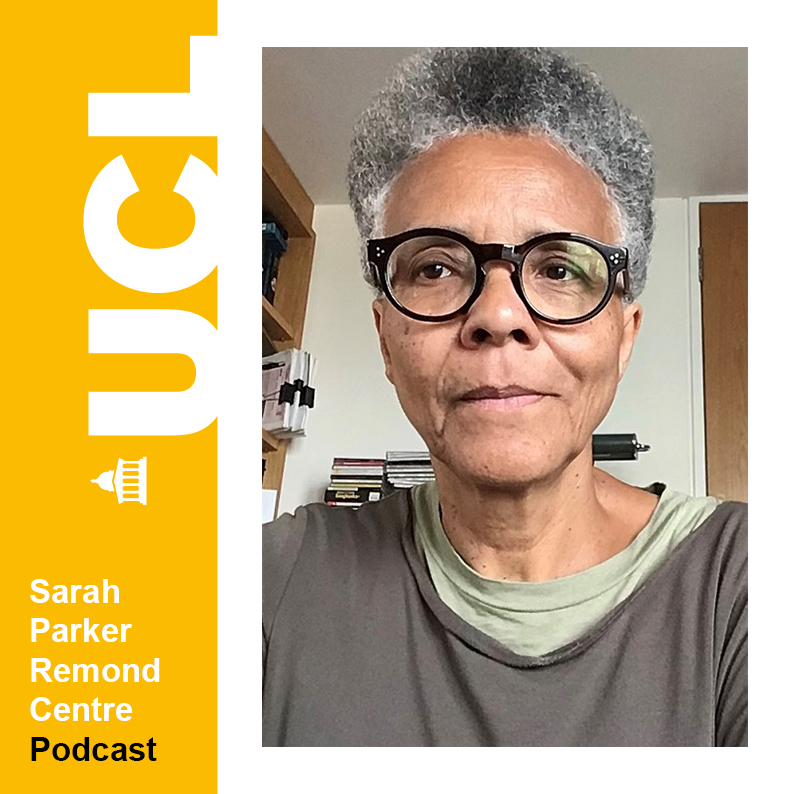 UCL
Sarah
Parker
Remond
Centre
Podcast